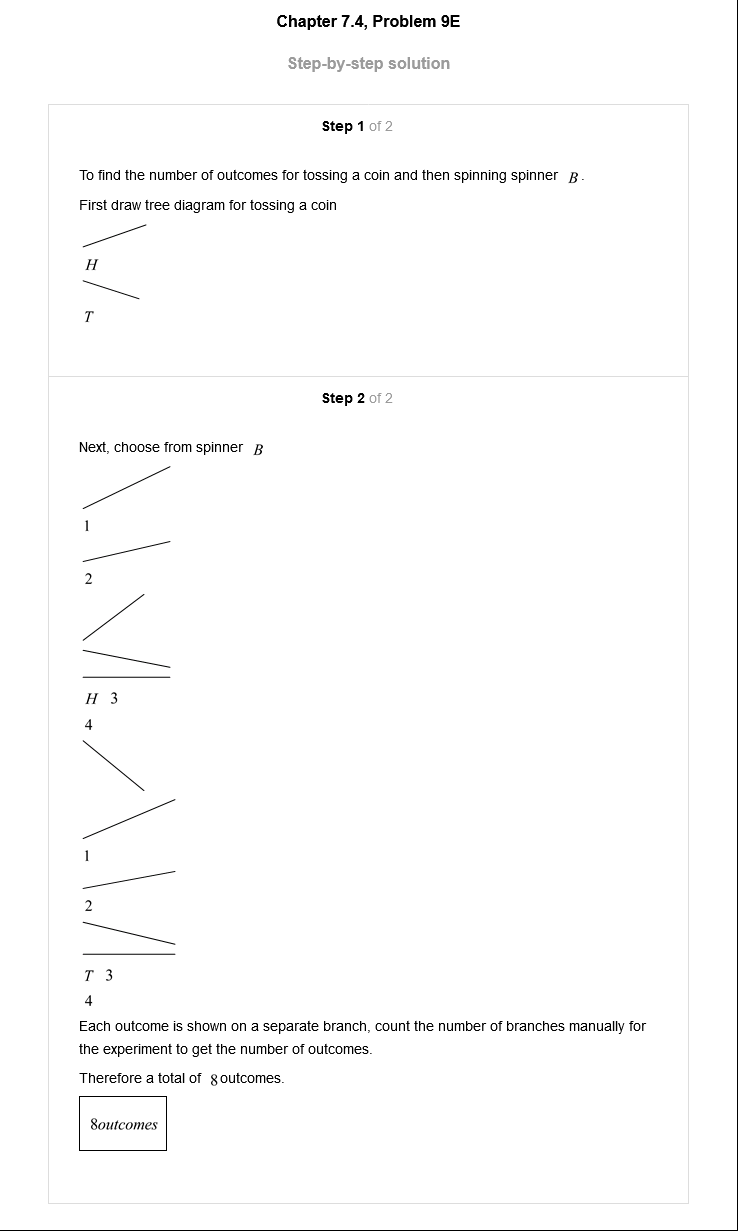 Chapter 7.4, Problem 9E
Step-by-step solution
Step 1 of 2
To find the number of outcomes for tossing a coin and then spinning spinner B.
First draw tree diagram for tossing a coin
H
T
Step 2 of 2
Next, choose from spinner B
1
2
H 3
4
1
2
T 3
4
Each outcome is shown on a separate branch, count the number of branches manually for
the experiment to get the number of outcomes.
Therefore a total of 8 outcomes.
8outcomes